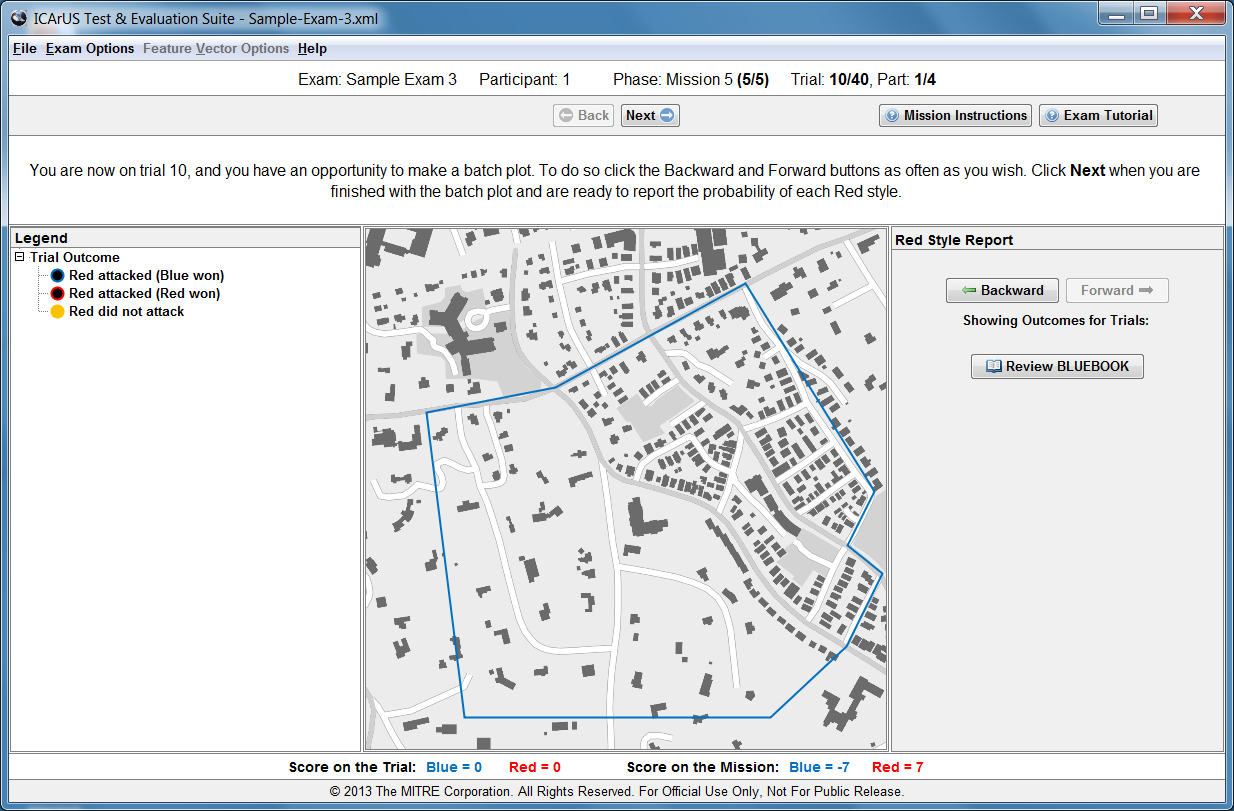 ICArUS Test & Evaluation Suite - Sample-Exam-3.xml
File Exam Options Feature Vector Options Help
Exam: Sample Exam 3 Participant: 1 Phase: Mission 5 (5/5) Trial: 10/40, Part: 1/4
Back Next Mission Instructions Exam Tutorial
You are now on trial 10, and you have an opportunity to make a batch plot. To do so click the Backward and Forward buttons as often as you wish. Click Next when you are
finished with the batch plot and are ready to report the probability of each Red style.
Legend
Trial Outcome
Red attacked (Blue won)
Red attacked (Red won)
Red did not attack
Red Style Report
Backward Forward
Showing Outcomes for Trials:
Review BLUEBOOK
Score on the Trial: Blue = 0 Red = 0 Score on the Mission: Blue = -7 Red = 7
© 2013 The MITRE Corporation. All Rights Reserved. For Official Use Only, Not For Public Release.